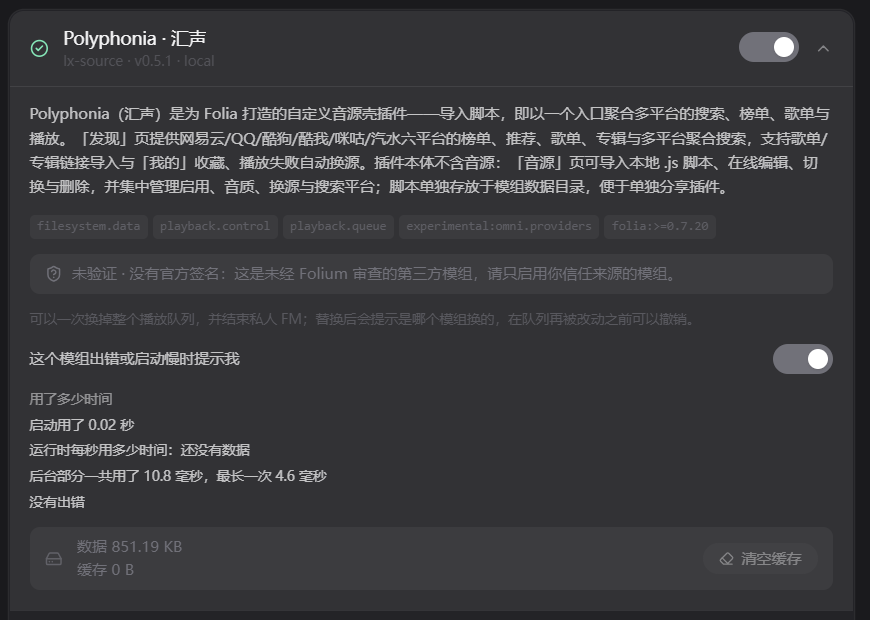 Polyphonia · 汇声
lx-source · v0.5.1 · local
Polyphonia（汇声）是为 Folia 打造的自定义音源壳插件——导入脚本，即以一个入口聚合多平台的搜索、榜单、歌单与
播放。「发现」页提供网易云/QQ/酷狗/酷我/咪咕/汽水六平台的榜单、推荐、歌单、专辑与多平台聚合搜索，支持歌单/
专辑链接导入与「我的」收藏、播放失败自动换源。插件本体不含音源：「音源」页可导入本地 .js 脚本、在线编辑、切
换与删除，并集中管理启用、音质、换源与搜索平台；脚本单独存放于模组数据目录，便于单独分享插件。
filesystem.data playback.control playback.queue experimental:omni.providers folia:>=0.7.20
未验证 · 没有官方签名：这是未经 Folium 审查的第三方模组，请只启用你信任来源的模组。
可以一次换掉整个播放队列，并结束私人 FM；替换后会提示是哪个模组换的，在队列再被改动之前可以撤销。
这个模组出错或启动慢时提示我
用了多少时间
启动用了 0.02 秒
运行时每秒用多少时间：还没有数据
后台部分一共用了 10.8 毫秒，最长一次 4.6 毫秒
没有出错
数据 851.19 KB
缓存 0 B
清空缓存